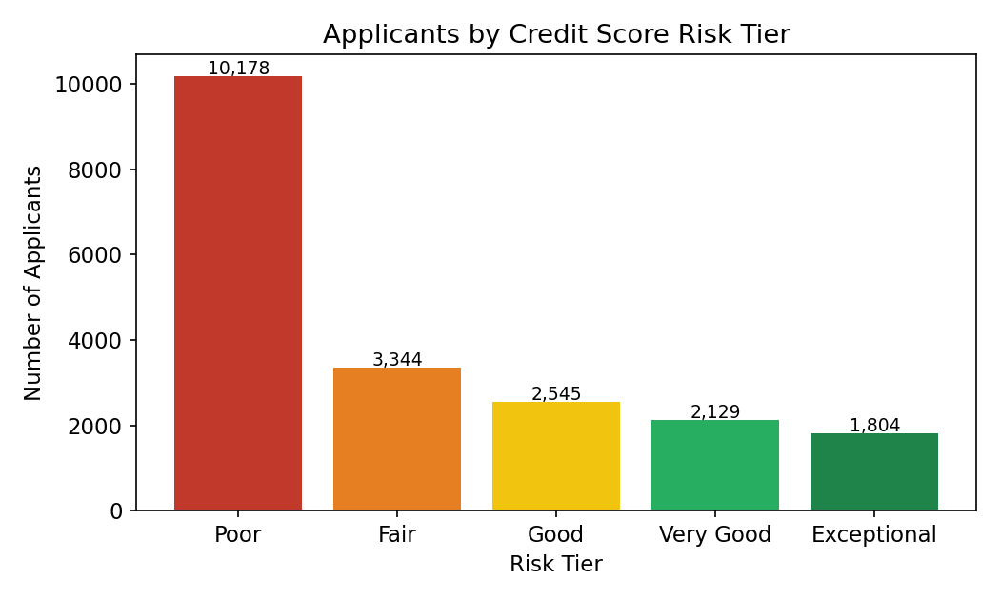 Applicants by Credit Score Risk Tier
10,178
3,344
2,545
2,129
1,804
10000
8000
6000
4000
2000
0
Number of Applicants
Poor Fair Good Very Good Exceptional
Risk Tier